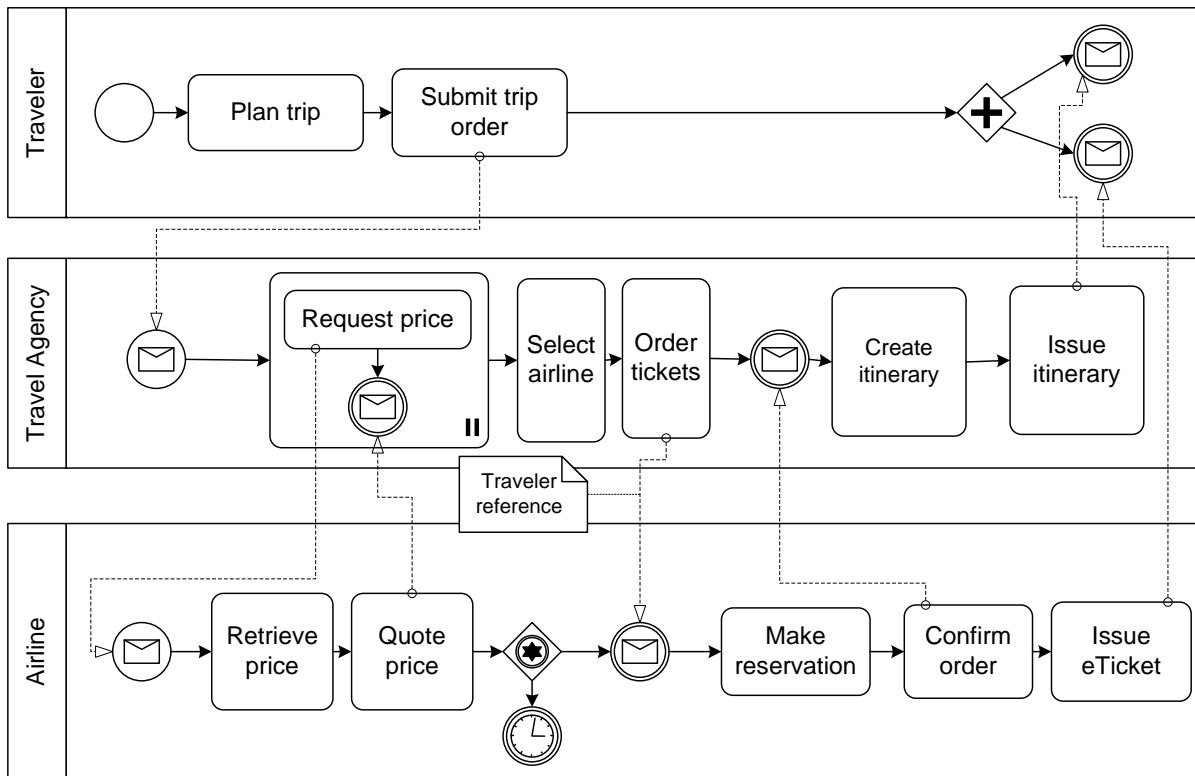 Traveler
Plan trip
Submit trip
order
Travel Agency
Request price
Select
airline
Order
tickets
Create
itinerary
Issue
itinerary
Traveler
reference
Airline
Retrieve
price
Quote
price
Make
reservation
Confirm
order
Issue
eTicket